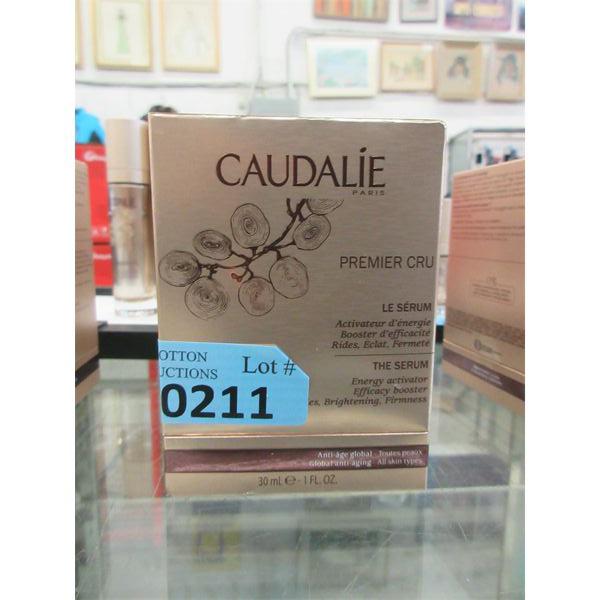 CAUDALIE
PARIS
PREMIER CRU
LE SÉRUM
Activateur d'énergie
Booster d'efficacité
Rides, Eclat, Fermeté
THE SERUM
Energy activator
Efficacy booster
Brightening, Firmness
OTTON
UCTIONS
Lot #
0211
Anti-âge global Toutes peaux
Global anti-aging All skin types
30 mL e - 1 FL. OZ.